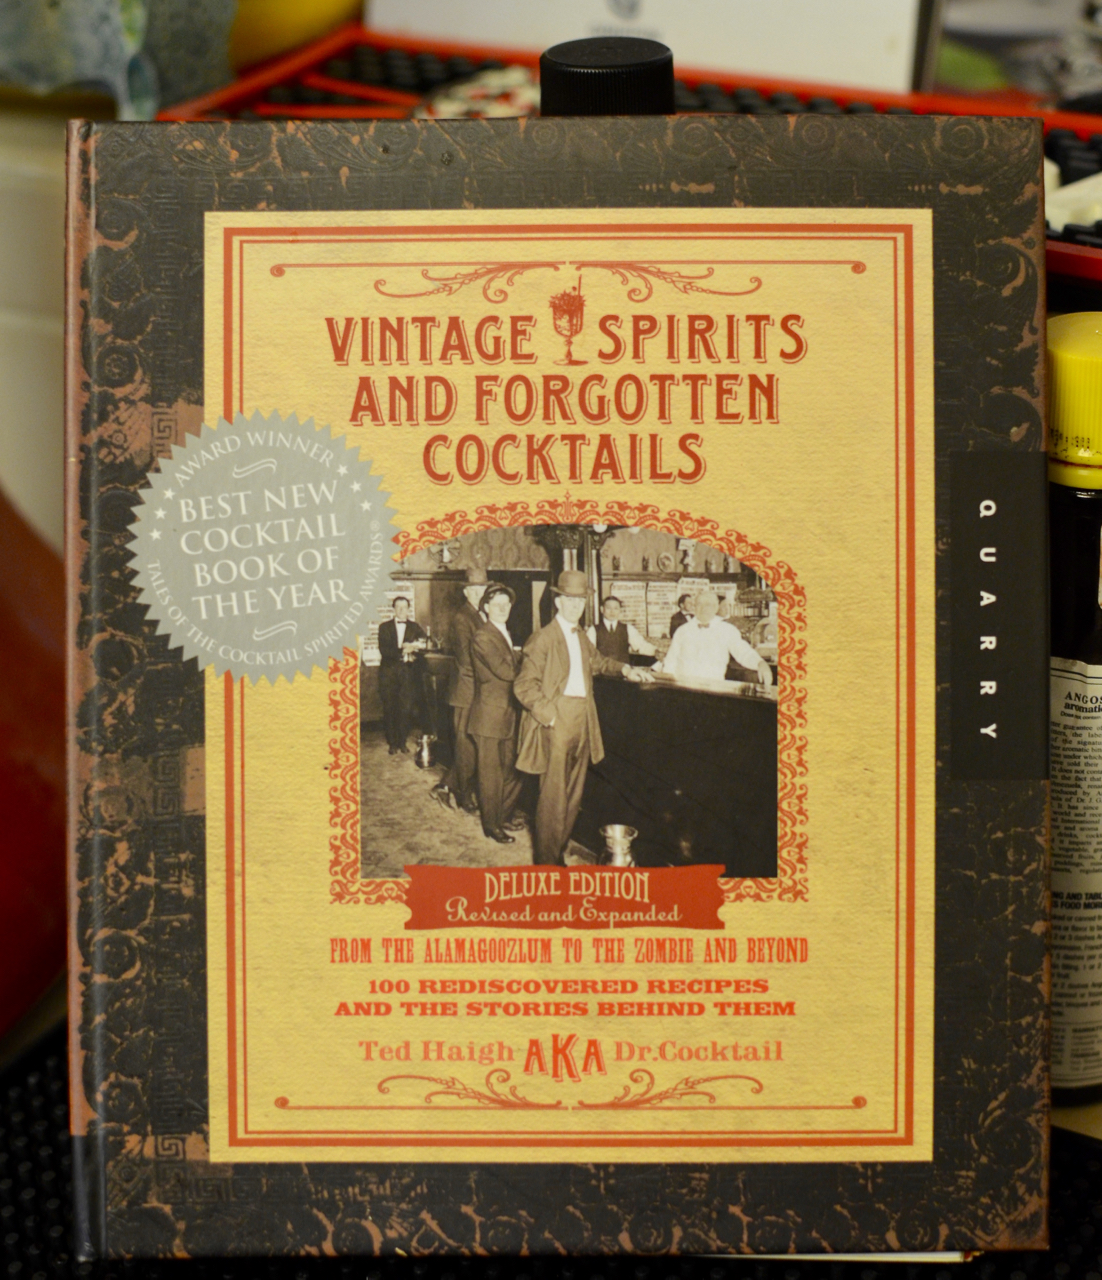 VINTAGE SPIRITS
AND FORGOTTEN
COCKTAILS
AWARD WINNER
BEST NEW
COCKTAIL
BOOK OF
THE YEAR
TALES OF THE COCKTAIL SPIRITED AWARDS®
DELUXE EDITION
Revised and Expanded
FROM THE ALAMAGOOZLUM TO THE ZOMBIE AND BEYOND
100 REDISCOVERED RECIPES
AND THE STORIES BEHIND THEM
Ted Haigh AKA Dr.Cocktail
QUARRY